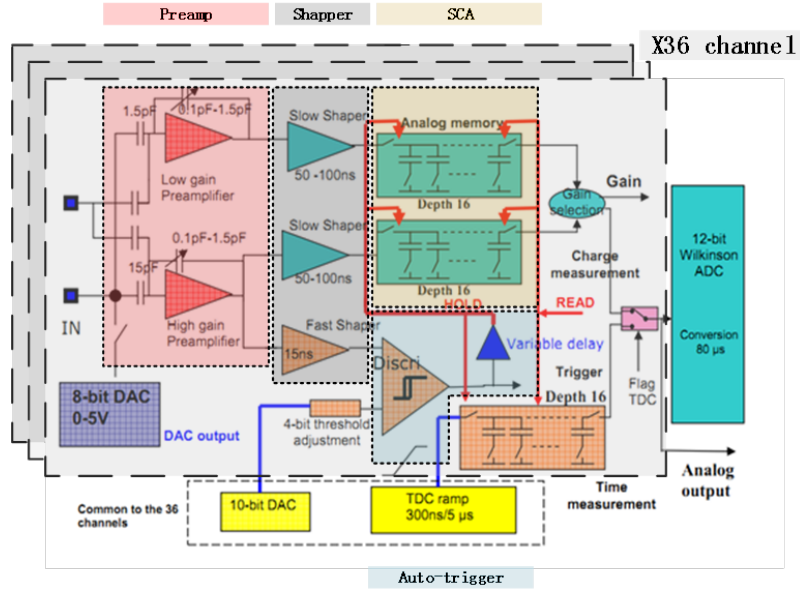 Preamp
Shapper
SCA
X36 channel
1.5pF
0.1pF-1.5pF
Slow Shaper
Analog memory
Low gain
Preamplifier
50 -100ns
Depth 16
Gain
selection
Gain
0.1pF-1.5pF
Slow Shaper
15pF
50-100ns
Depth 16
Charge
measurement
12-bit
Wilkinson
ADC
Conversion
80 µs
IN
High gain
Preamplifier
Fast Shaper
15ns
HOLD
READ
Variable delay
Discri
Trigger
Depth 16
Flag
TDC
8-bit DAC
0-5V
DAC output
4-bit threshold
adjustment
Common to the 36
channels
10-bit DAC
TDC ramp
300ns/5 µs
Time
measurement
Analog
output
Auto-trigger